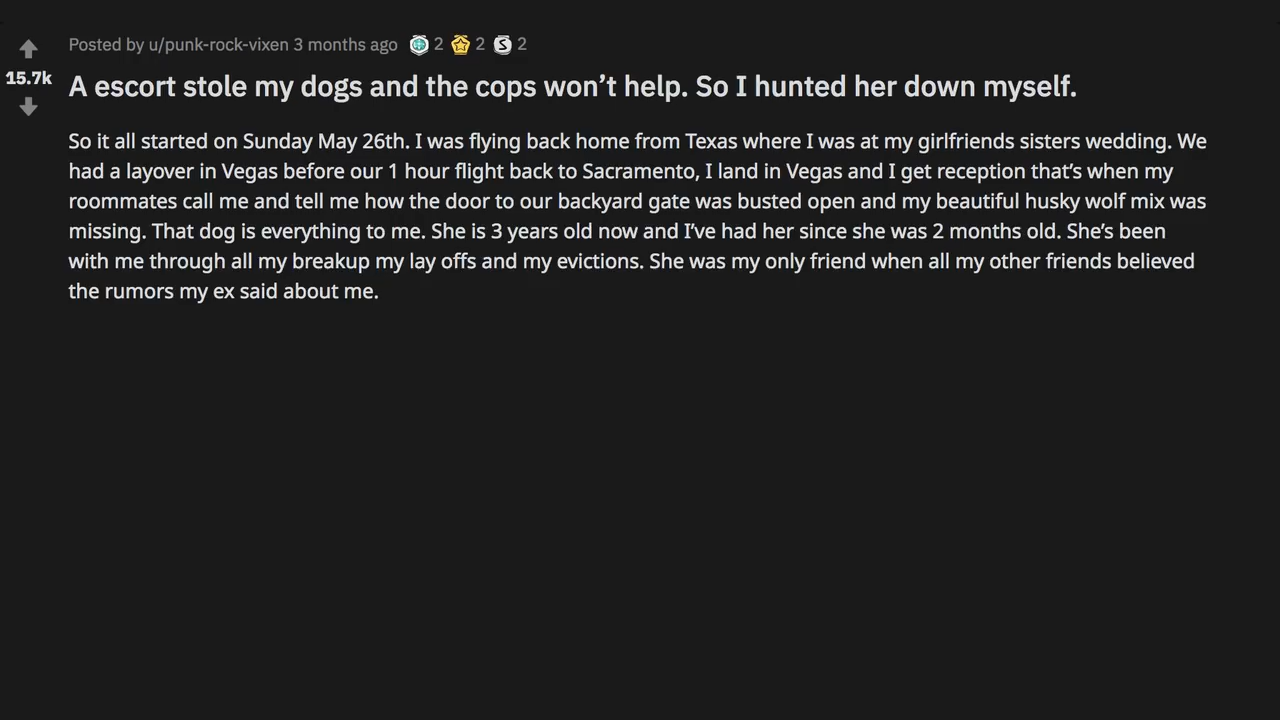 Posted by u/punk-rock-vixen 3 months ago 2 2 2
15.7k
A escort stole my dogs and the cops won’t help. So I hunted her down myself.
So it all started on Sunday May 26th. I was flying back home from Texas where I was at my girlfriends sisters wedding. We
had a layover in Vegas before our 1 hour flight back to Sacramento, I land in Vegas and I get reception that’s when my
roommates call me and tell me how the door to our backyard gate was busted open and my beautiful husky wolf mix was
missing. That dog is everything to me. She is 3 years old now and I’ve had her since she was 2 months old. She’s been
with me through all my breakup my lay offs and my evictions. She was my only friend when all my other friends believed
the rumors my ex said about me.